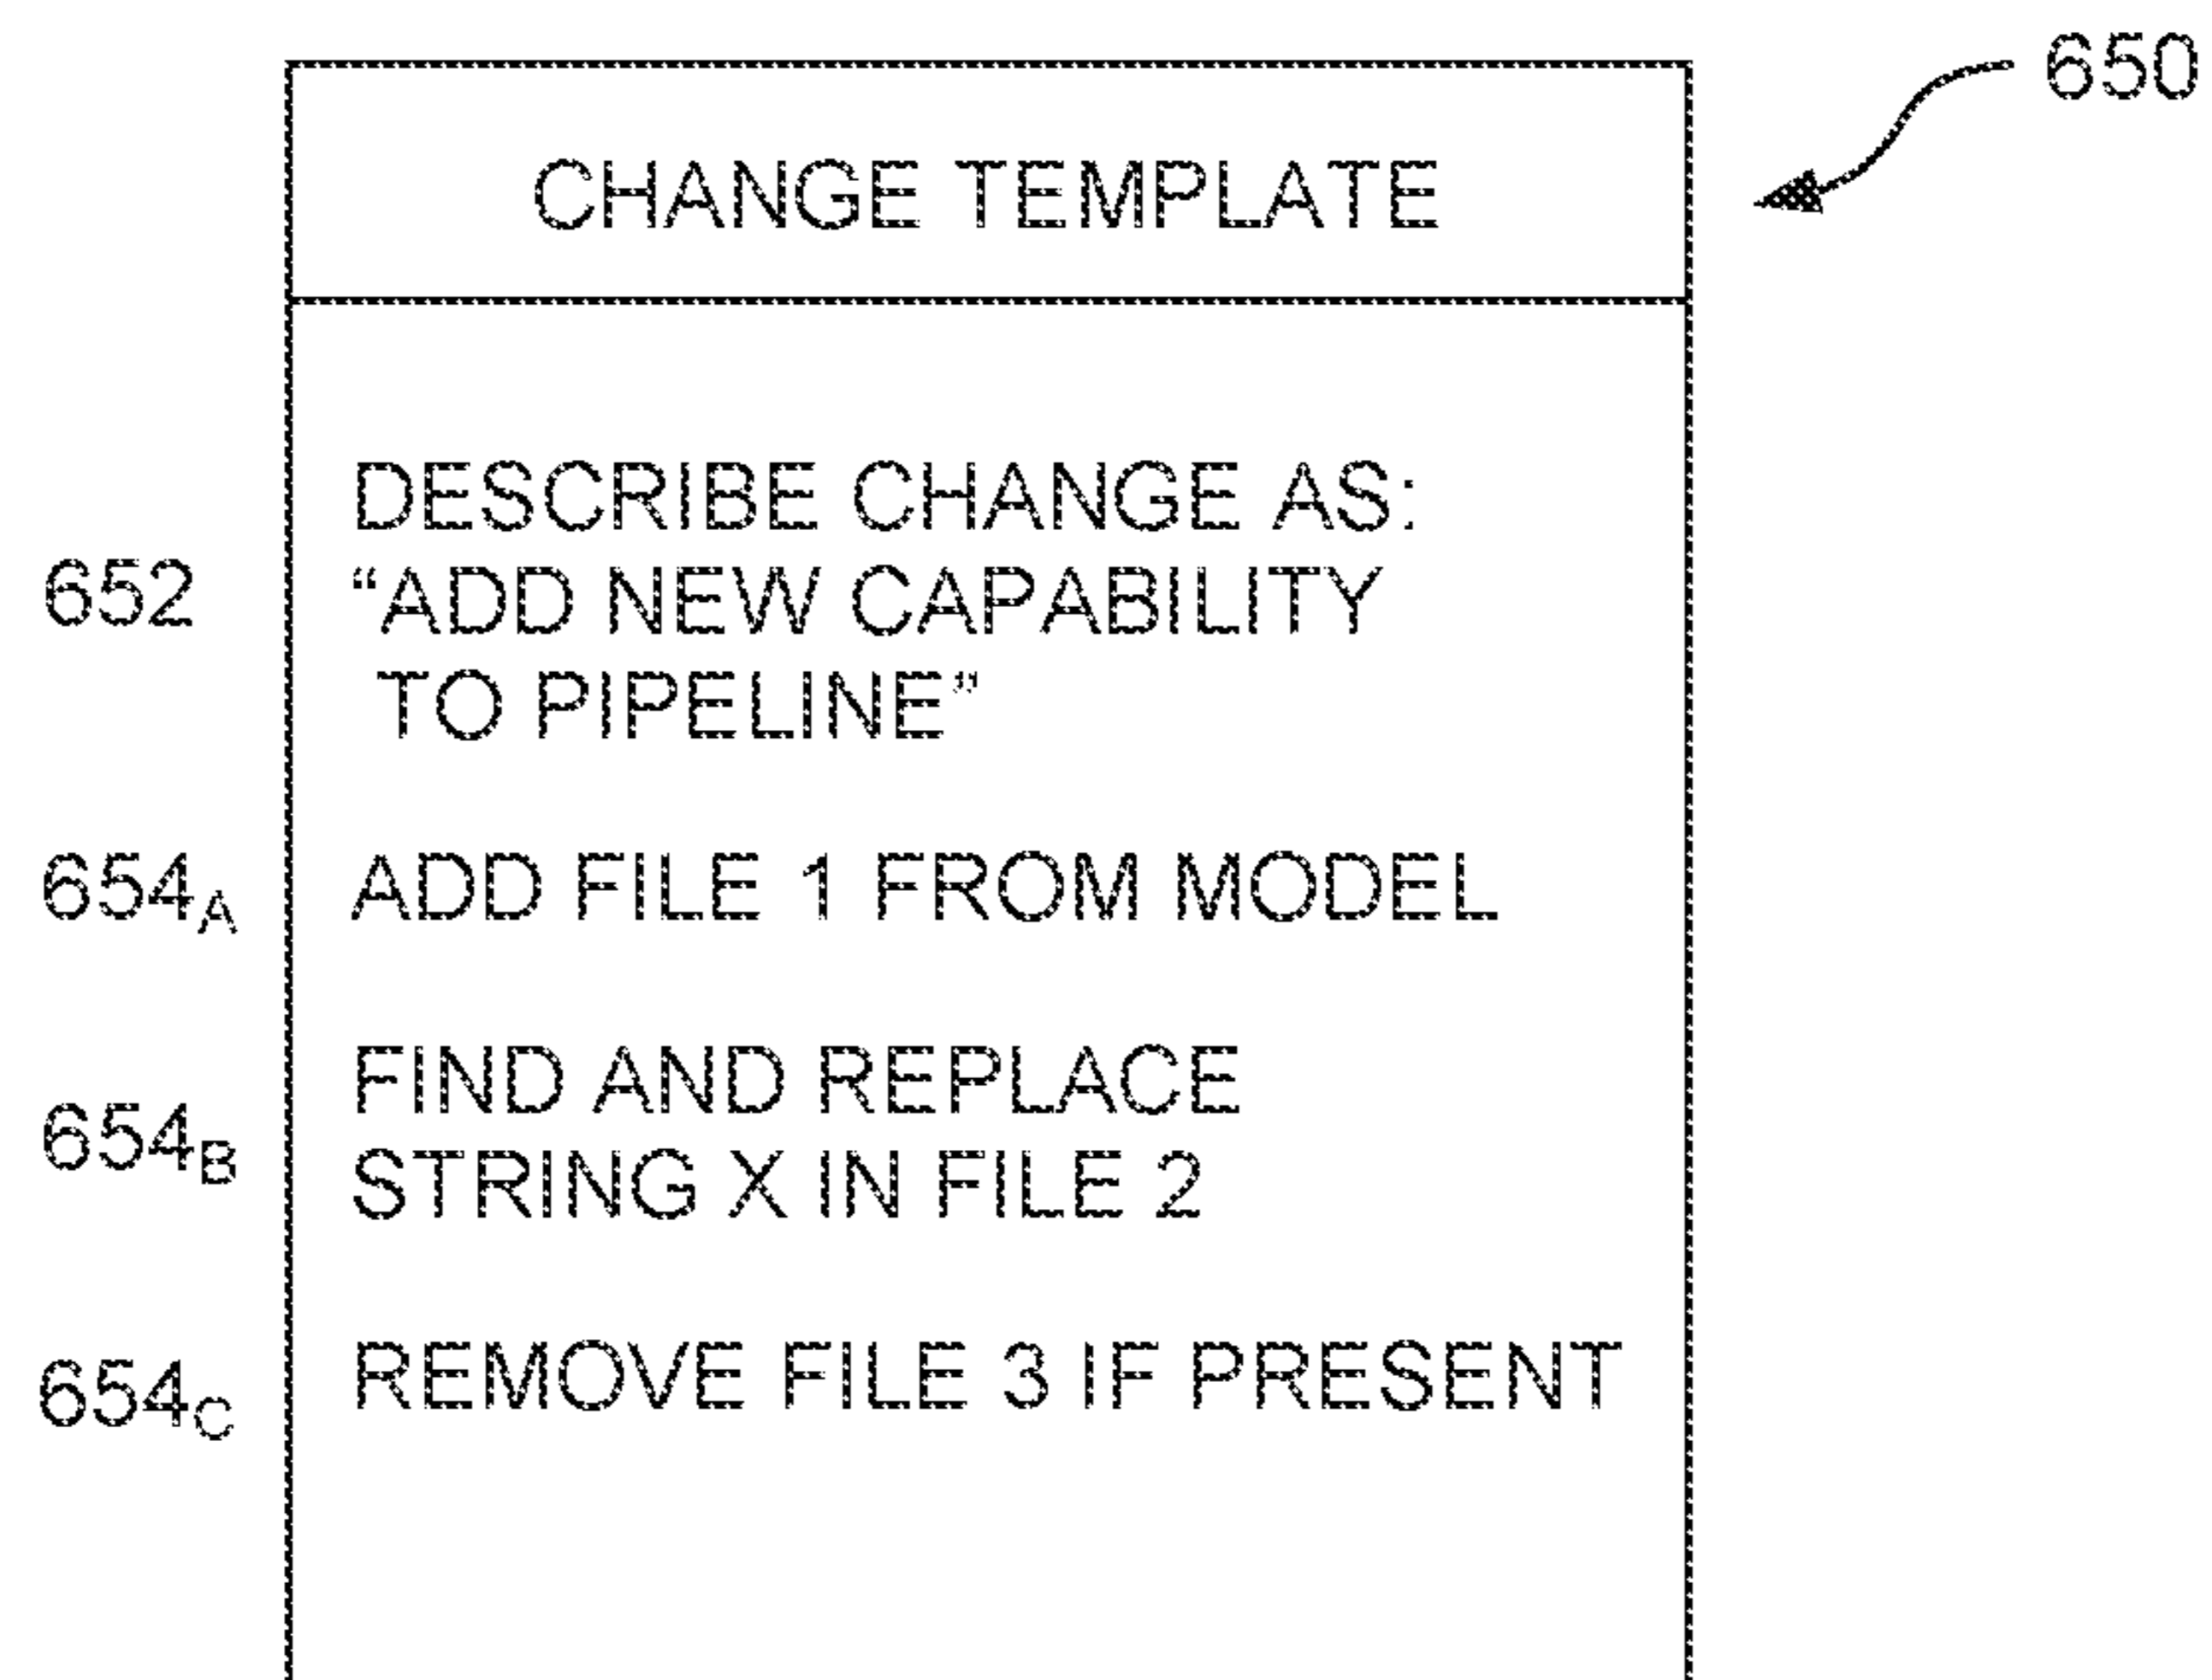 650
CHANGE TEMPLATE
DESCRIBE CHANGE AS:
652 “ADD NEW CAPABILITY
TO PIPELINE”
654A ADD FILE 1 FROM MODEL
FIND AND REPLACE
654B
STRING X IN FILE 2
654C REMOVE FILE 3 IF PRESENT